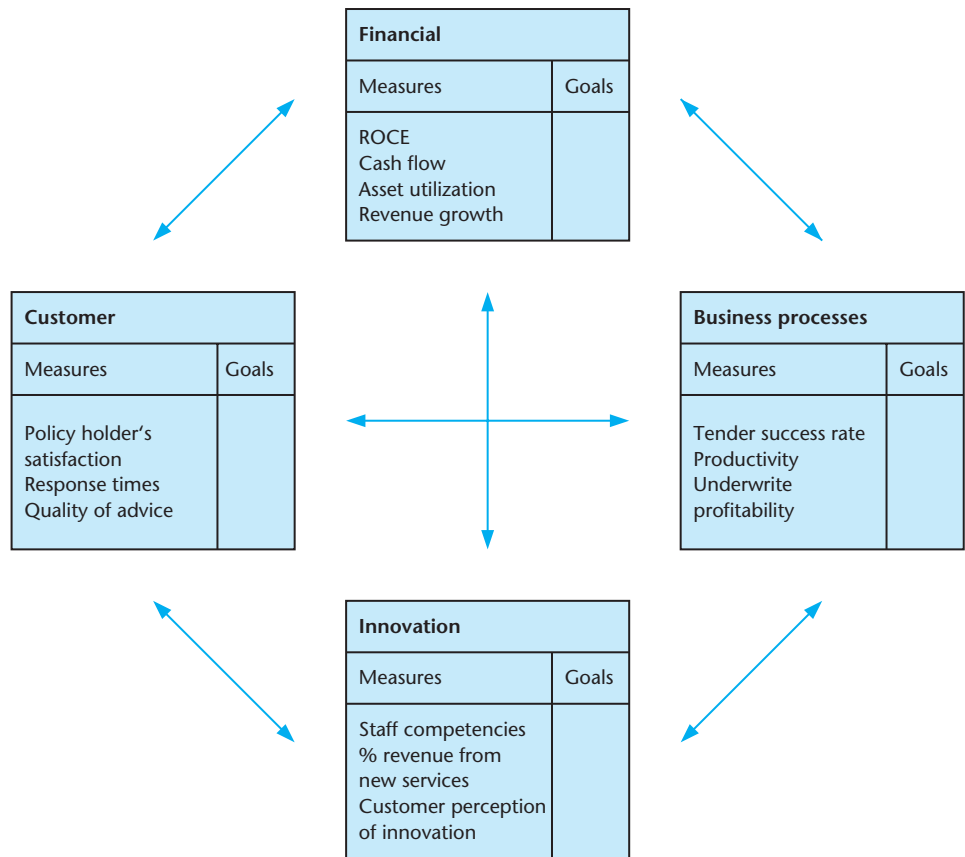 Financial
Measures Goals
ROCE
Cash flow
Asset utilization
Revenue growth
Customer
Measures Goals
Policy holder‘s
satisfaction
Response times
Quality of advice
Business processes
Measures Goals
Tender success rate
Productivity
Underwrite
profitability
Innovation
Measures Goals
Staff competencies
% revenue from
new services
Customer perception
of innovation